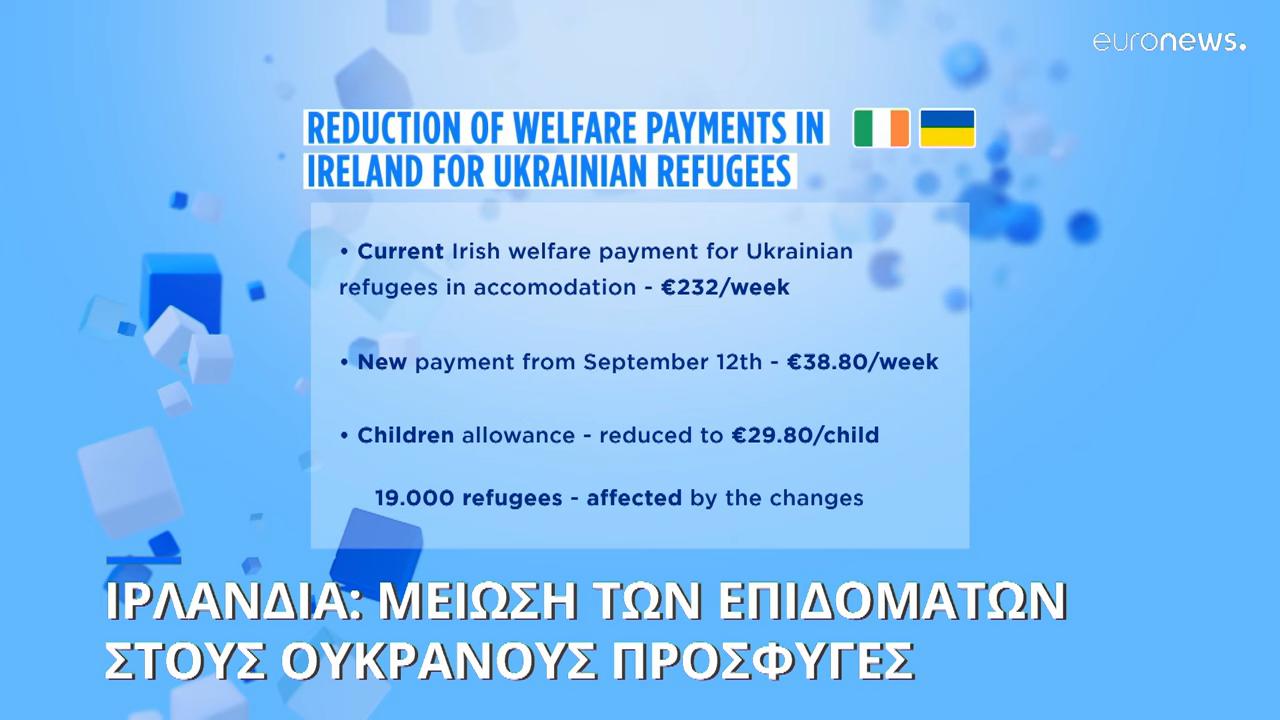 euronews.
REDUCTION OF WELFARE PAYMENTS IN
IRELAND FOR UKRAINIAN REFUGEES
• Current Irish welfare payment for Ukrainian
refugees in accomodation - €232/week
• New payment from September 12th - €38.80/week
• Children allowance - reduced to €29.80/child
19.000 refugees - affected by the changes
ΙΡΛΑΝΔΙΑ: ΜΕΙΩΣΗ ΤΩΝ ΕΠΙΔΟΜΑΤΩΝ
ΣΤΟΥΣ ΟΥΚΡΑΝΟΥΣ ΠΡΟΣΦΥΓΕΣ